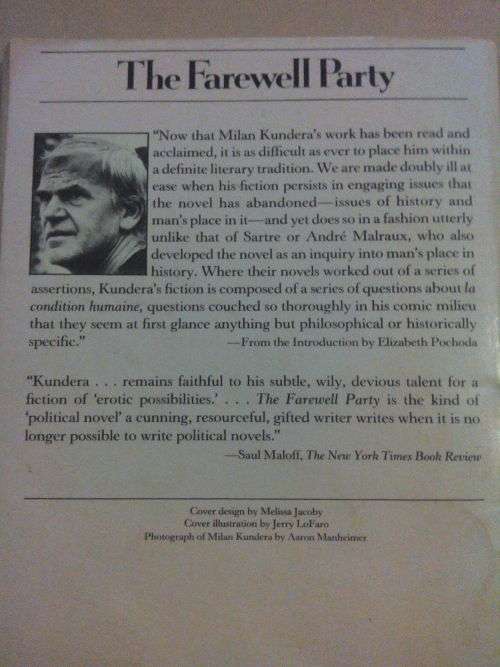 The Farewell Party
"Now that Milan Kundera's work has been read and
acclaimed, it is as difficult as ever to place him within
a definite literary tradition. We are made doubly ill at
ease when his fiction persists in engaging issues that
the novel has abandoned—issues of history and
man's place in it—and yet does so in a fashion utterly
unlike that of Sartre or André Malraux, who also
developed the novel as an inquiry into man's place in
history. Where their novels worked out of a series of
assertions, Kundera's fiction is composed of a series of questions about la
condition humaine, questions couched so thoroughly in his comic milieu
that they seem at first glance anything but philosophical or historically
specific."
—From the Introduction by Elizabeth Pochoda
"Kundera . . . remains faithful to his subtle, wily, devious talent for a
fiction of 'erotic possibilities.' . . . The Farewell Party is the kind of
'political novel' a cunning, resourceful, gifted writer writes when it is no
longer possible to write political novels."
—Saul Maloff, The New York Times Book Review
Cover design by Melissa Jacoby
Cover illustration by Jerry LoFaro
Photograph of Milan Kundera by Aaron Manheimer